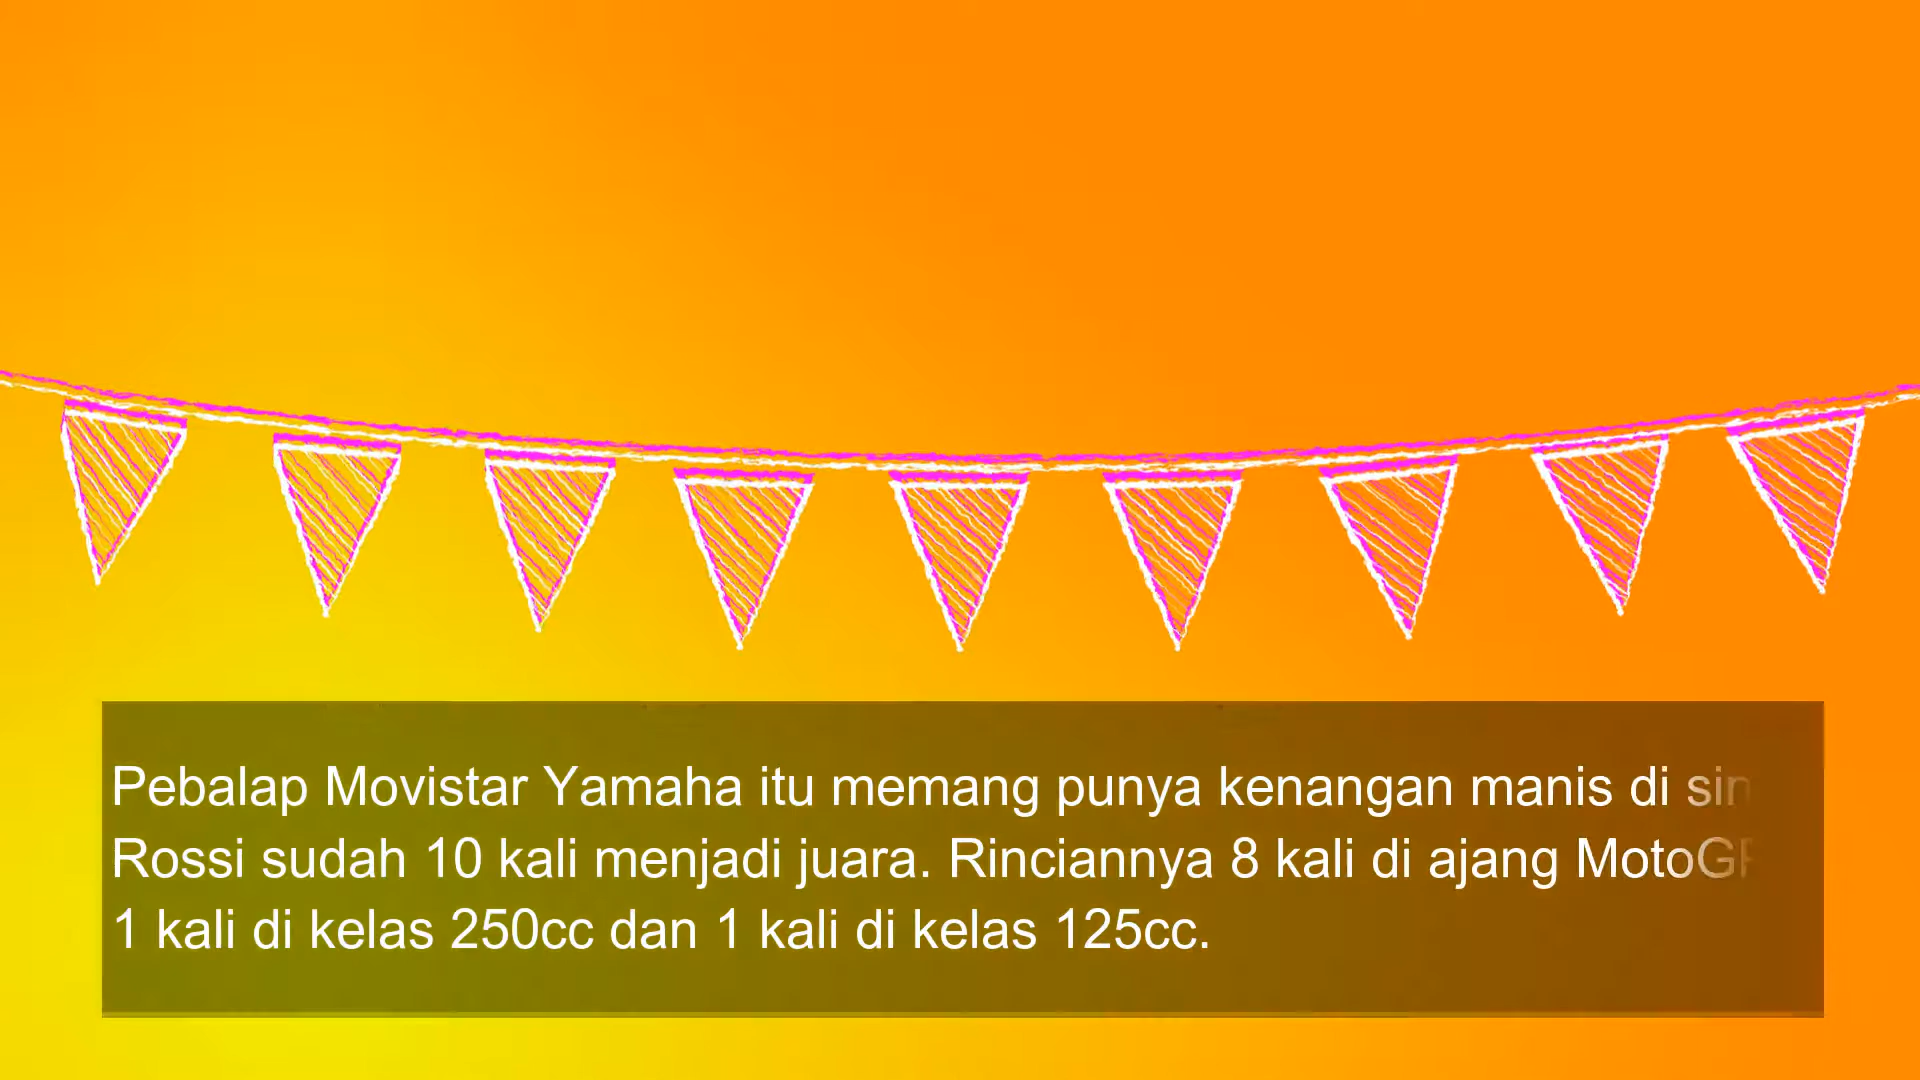 Pebalap Movistar Yamaha itu memang punya kenangan manis di
Rossi sudah 10 kali menjadi juara. Rinciannya 8 kali di ajang MotoGP
1 kali di kelas 250cc dan 1 kali di kelas 125cc.